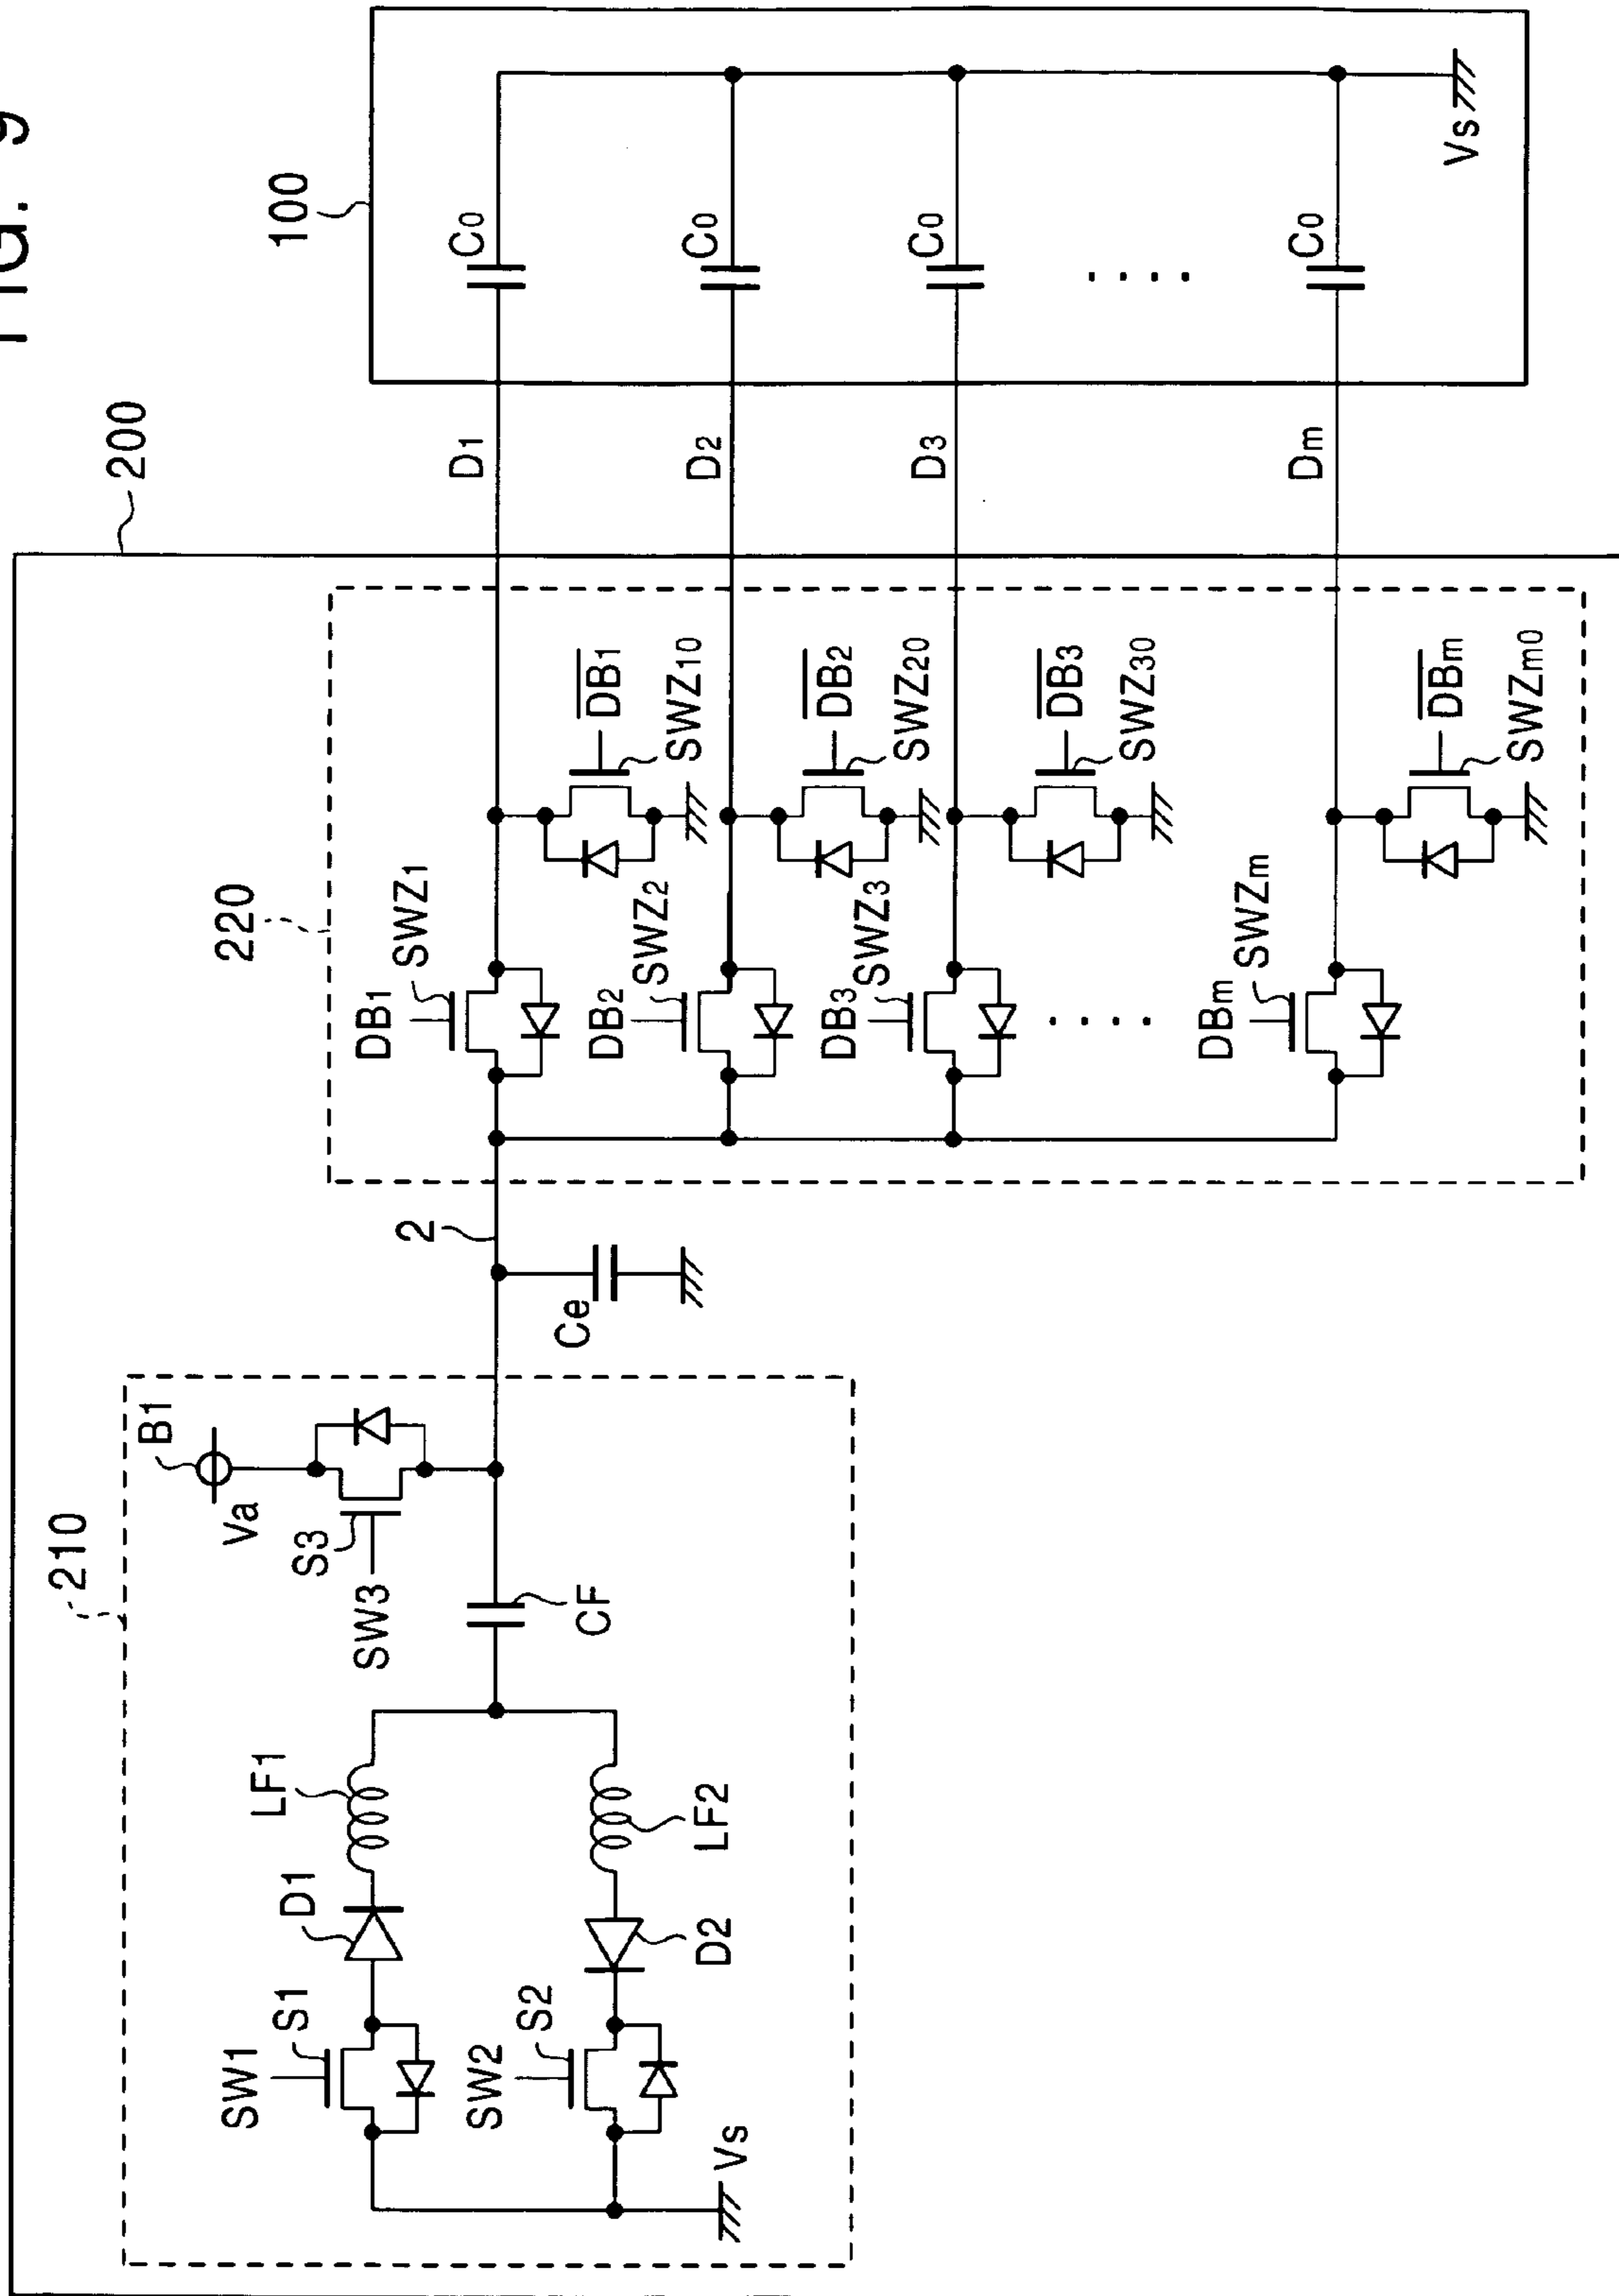 FIG. 9
200
100
210
220
B1
Va
S3
SW3
CF
LF1
D1
S1
SW1
LF2
D2
S2
SW2
Vs
2
Ce
DB1
SWZ1
DB1
SWZ10
DB2
SWZ2
DB2
SWZ20
DB3
SWZ3
DB3
SWZ30
....
DBm
SWZm
DBm
SWZm0
D1
D2
D3
Dm
C0
C0
C0
....
C0
Vs